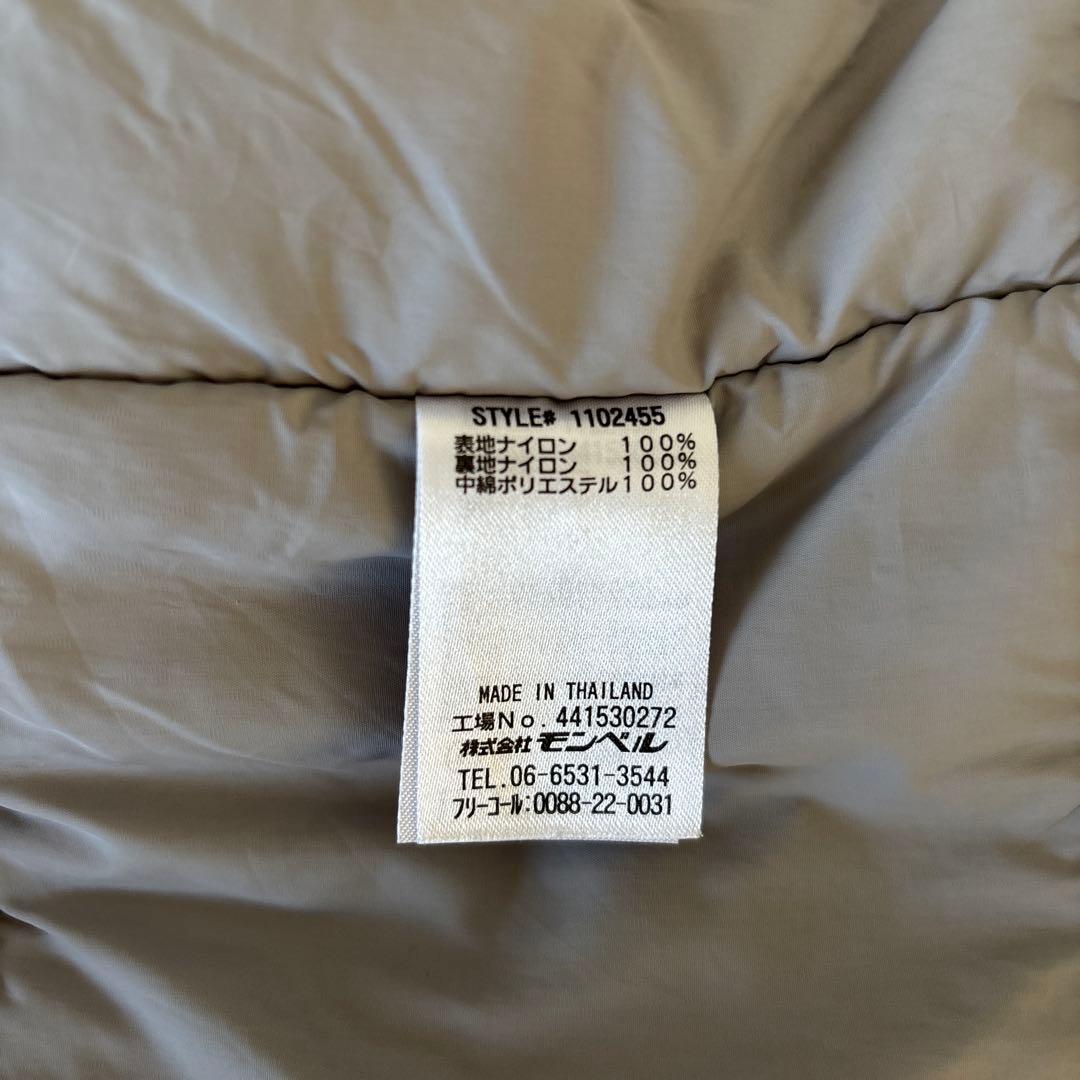 STYLE# 1102455
表地ナイロン 100%
裏地ナイロン 100%
中綿ポリエステル100%
MADE IN THAILAND
工場No.441530272
株式会社モンベル
TEL.06-6531-3544
フリーコール:0088-22-0031